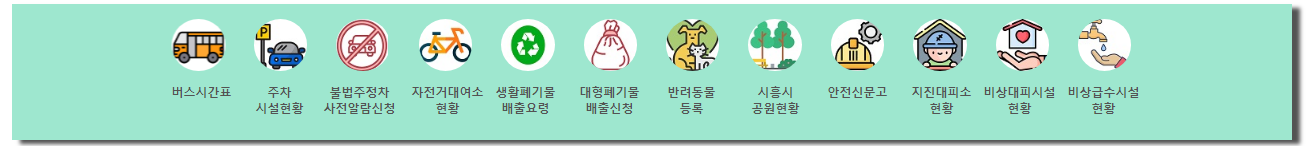 P
버스시간표
주차
시설현황
불법주정차
사전알람신청
자전거대여소
현황
생활폐기물
배출요령
대형폐기물
배출신청
반려동물
등록
시흥시
공원현황
안전신문고
지진대피소
현황
비상대피시설
현황
비상급수시설
현황